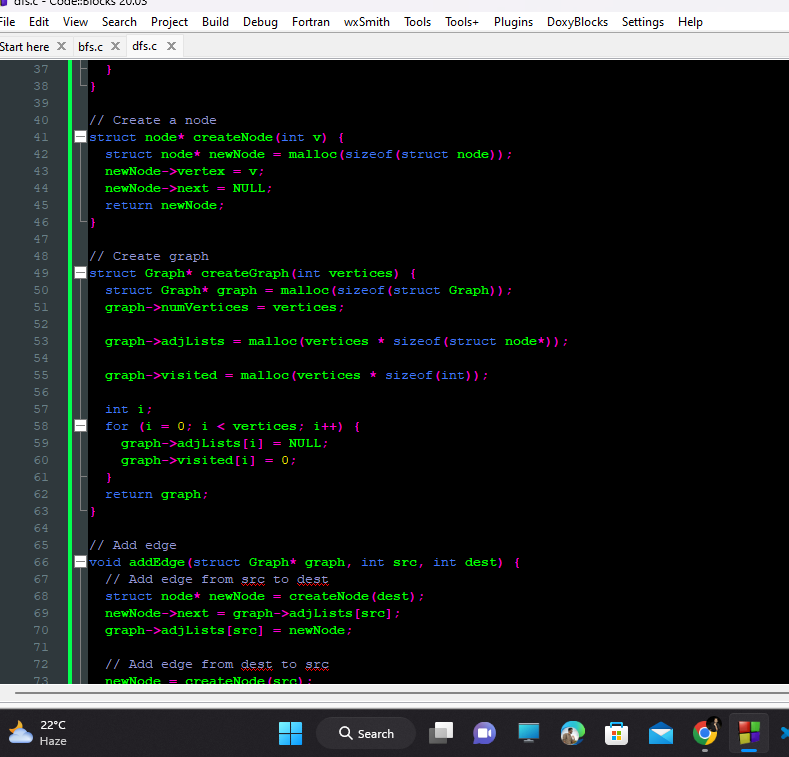 dfs.c - Code::Blocks 20.03
File Edit View Search Project Build Debug Fortran wxSmith Tools Tools+ Plugins DoxyBlocks Settings Help
Start here X bfs.c X dfs.c X
37 }
38 }
39
40 // Create a node
41 struct node* createNode(int v) {
42 struct node* newNode = malloc(sizeof(struct node));
43 newNode->vertex = v;
44 newNode->next = NULL;
45 return newNode;
46 }
47
48 // Create graph
49 struct Graph* createGraph(int vertices) {
50 struct Graph* graph = malloc(sizeof(struct Graph));
51 graph->numVertices = vertices;
52
53 graph->adjLists = malloc(vertices * sizeof(struct node*));
54
55 graph->visited = malloc(vertices * sizeof(int));
56
57 int i;
58 for (i = 0; i < vertices; i++) {
59 graph->adjLists[i] = NULL;
60 graph->visited[i] = 0;
61 }
62 return graph;
63 }
64
65 // Add edge
66 void addEdge(struct Graph* graph, int src, int dest) {
67 // Add edge from src to dest
68 struct node* newNode = createNode(dest);
69 newNode->next = graph->adjLists[src];
70 graph->adjLists[src] = newNode;
71
72 // Add edge from dest to src
73 newNode = createNode(src);
22°C
Haze
Search